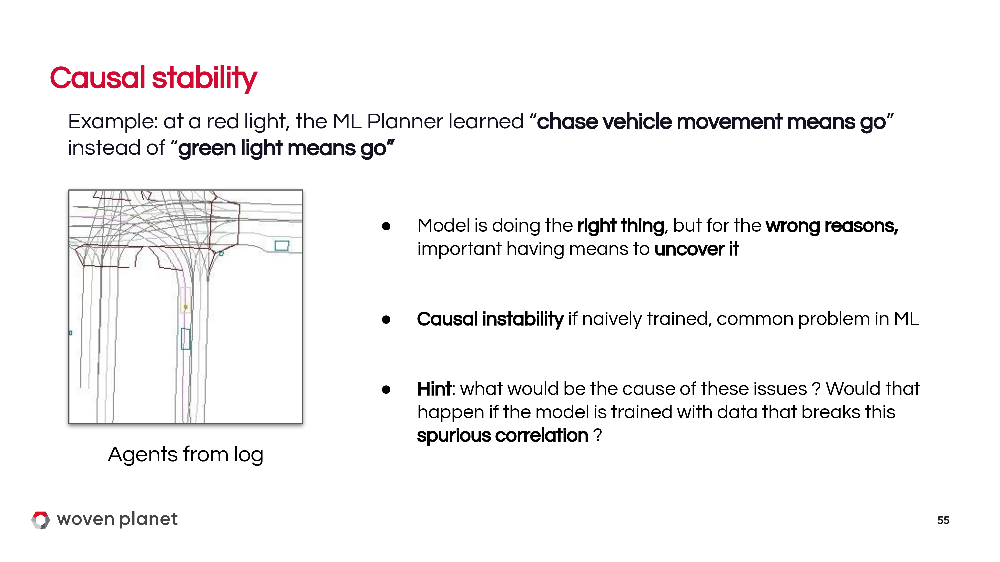 Causal stability
Example: at a red light, the ML Planner learned “chase vehicle movement means go”
instead of “green light means go”
● Model is doing the right thing, but for the wrong reasons,
important having means to uncover it
● Causal instability if naively trained, common problem in ML
● Hint: what would be the cause of these issues ? Would that
happen if the model is trained with data that breaks this
spurious correlation ?
Agents from log
woven planet
55